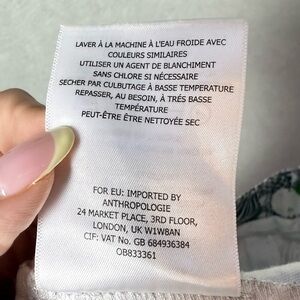 LAVER À LA MACHINE À L'EAU FROIDE AVEC
COULEURS SIMILAIRES
UTILISER UN AGENT DE BLANCHIMENT
SANS CHLORE SI NÉCESSAIRE
SECHER PAR CULBUTAGE À BASSE TEMPERATURE
REPASSER, AU BESOIN, À TRÉS BASSE
TEMPÉRATURE
PEUT-ÊTRE ÊTRE NETTOYÉE SEC
FOR EU: IMPORTED BY
ANTHROPOLOGIE
24 MARKET PLACE, 3RD FLOOR,
LONDON, UK W1W8AN
CIF: VAT No. GB 684936384
OB833361